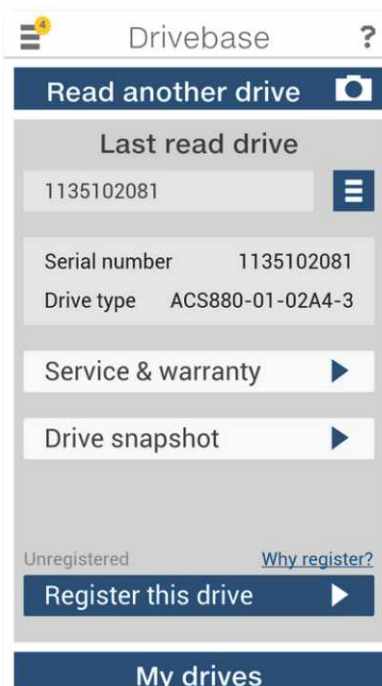 4
Drivebase ?
Read another drive
Last read drive
1135102081
Serial number 1135102081
Drive type ACS880-01-02A4-3
Service & warranty
Drive snapshot
Unregistered Why register?
Register this drive
My drives